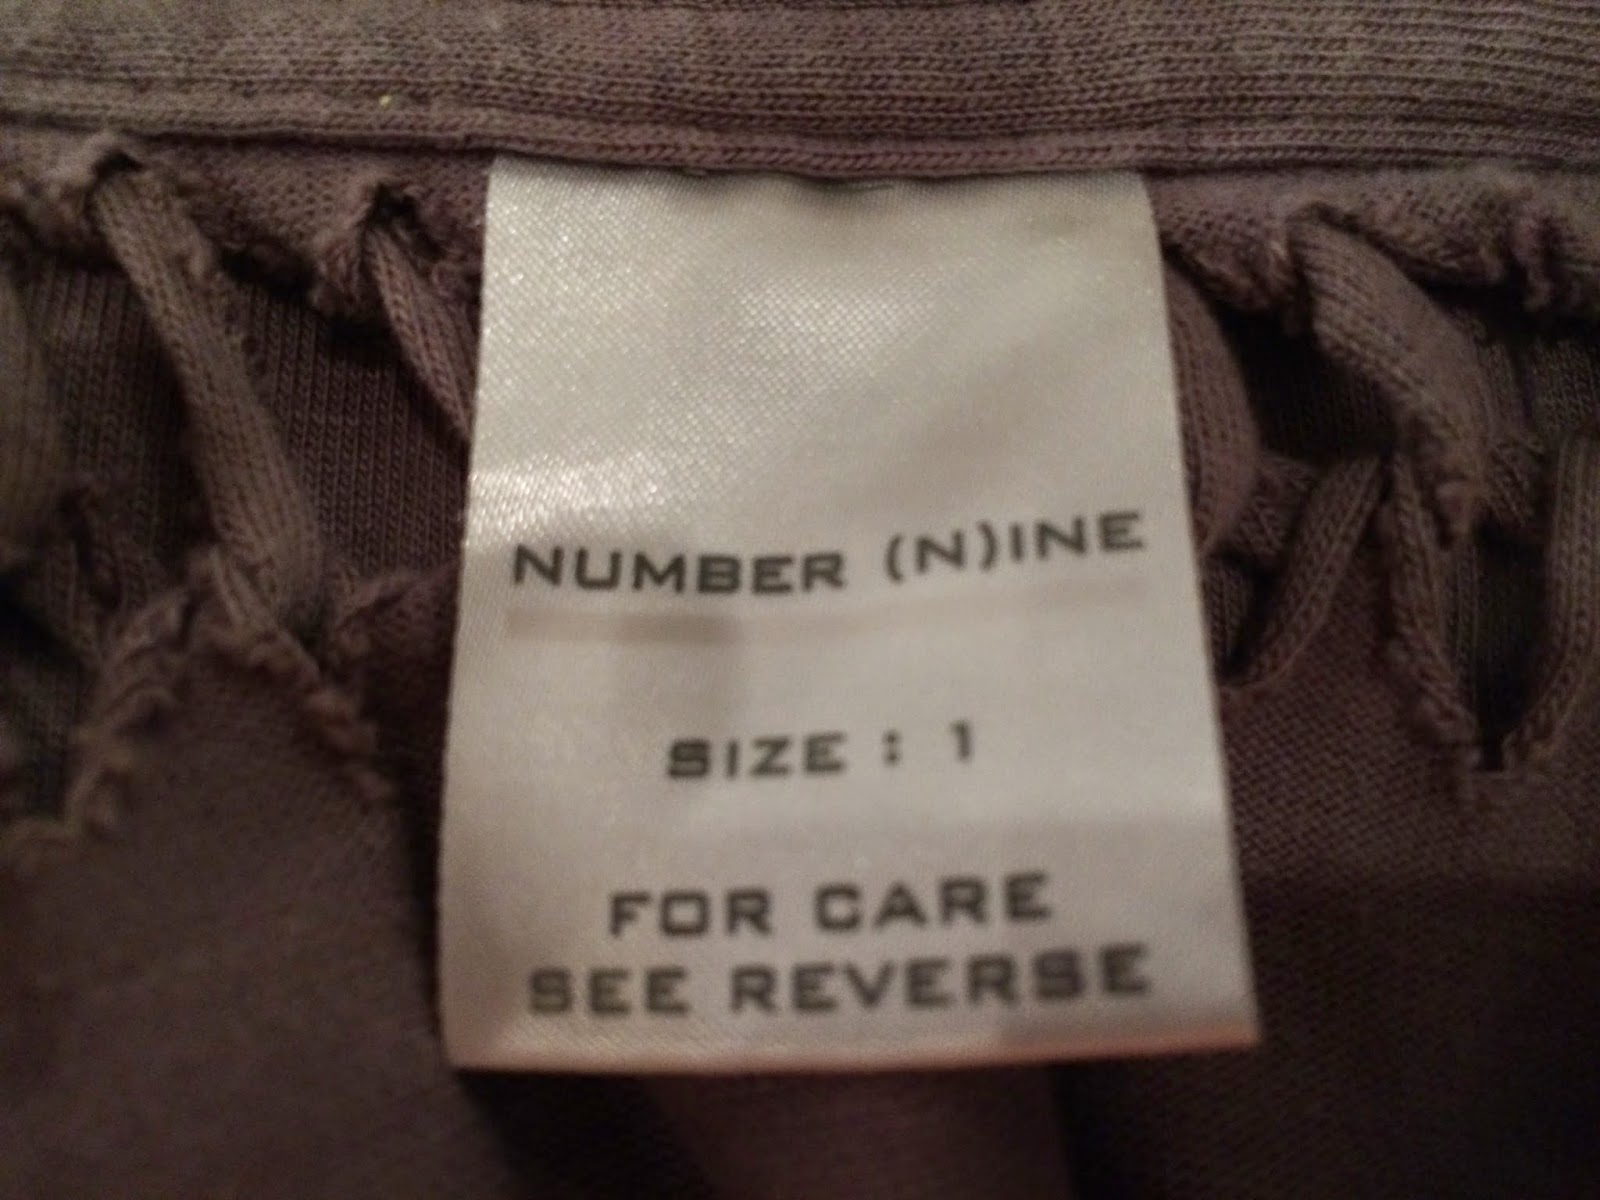 NUMBER (N)INE
SIZE : 1
FOR CARE
SEE REVERSE